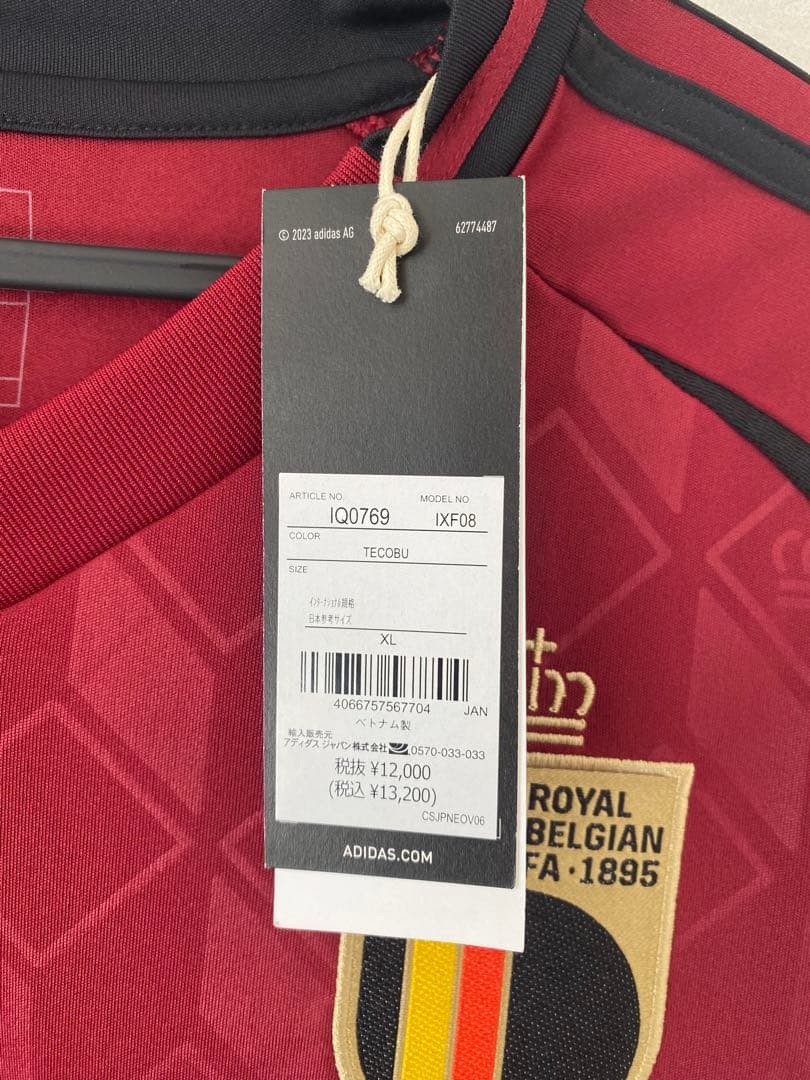 © 2023 adidas AG
62774487
ARTICLE NO.
MODEL NO.
IQ0769
IXF08
COLOR
TECOBU
SIZE
インターナショナル規格
日本参考サイズ
XL
4066757567704
JAN
ベトナム製
輸入販売元
アディダス ジャパン株式会社
0570-033-033
税抜 ¥12,000
(税込 ¥13,200)
CSJPNEOV06
ADIDAS.COM
ROYAL
BELGIAN
FA · 1895